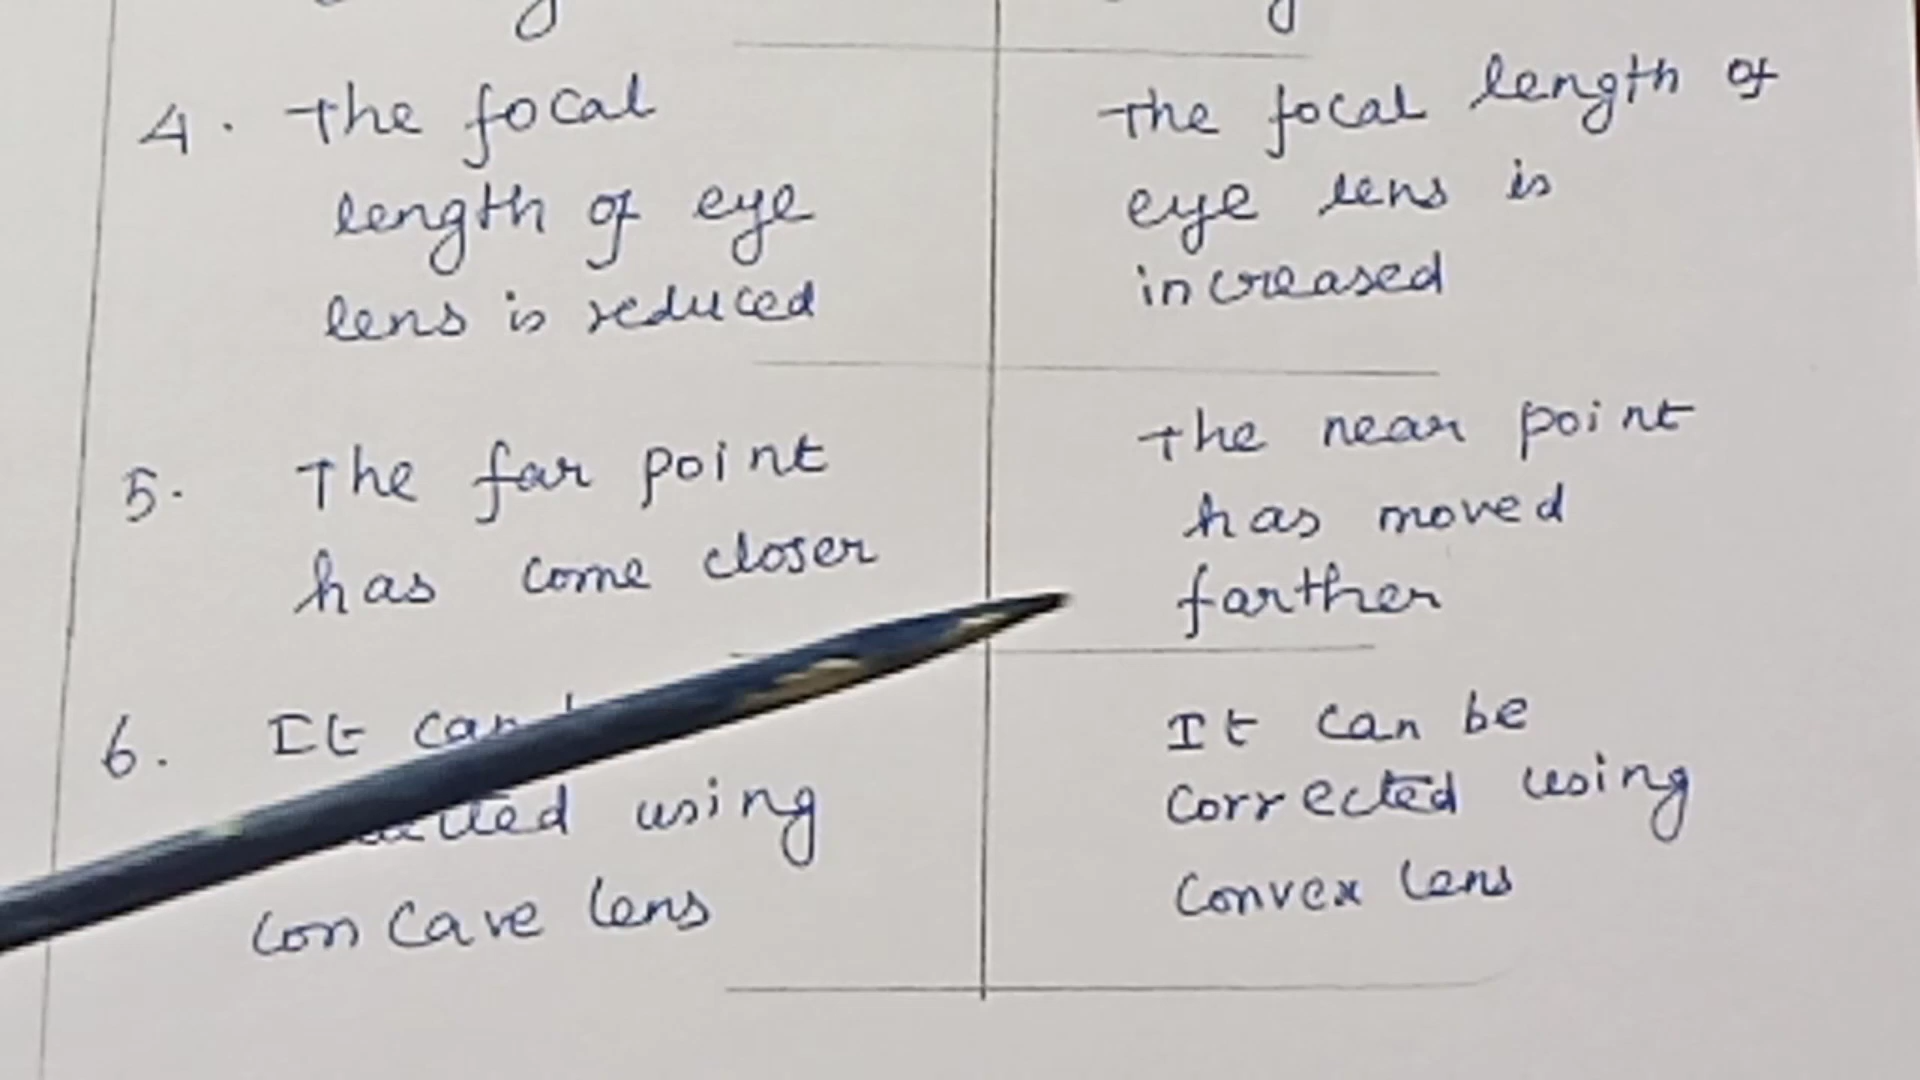 4. The focal
length of eye
lens is reduced
The focal length of
eye lens is
increased
5. The far point
has come closer
The near point
has moved
farther
6. It can
using
concave lens
It can be
corrected using
convex lens